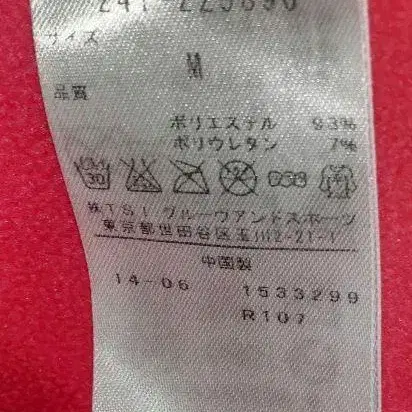 サイズ
M
品質
ポリエステル 93%
ポリウレタン 7%
株TSIグルーヴアンドスポーツ
東京都世田谷区玉川2-21-1
中国製
14-06 1533299
R107